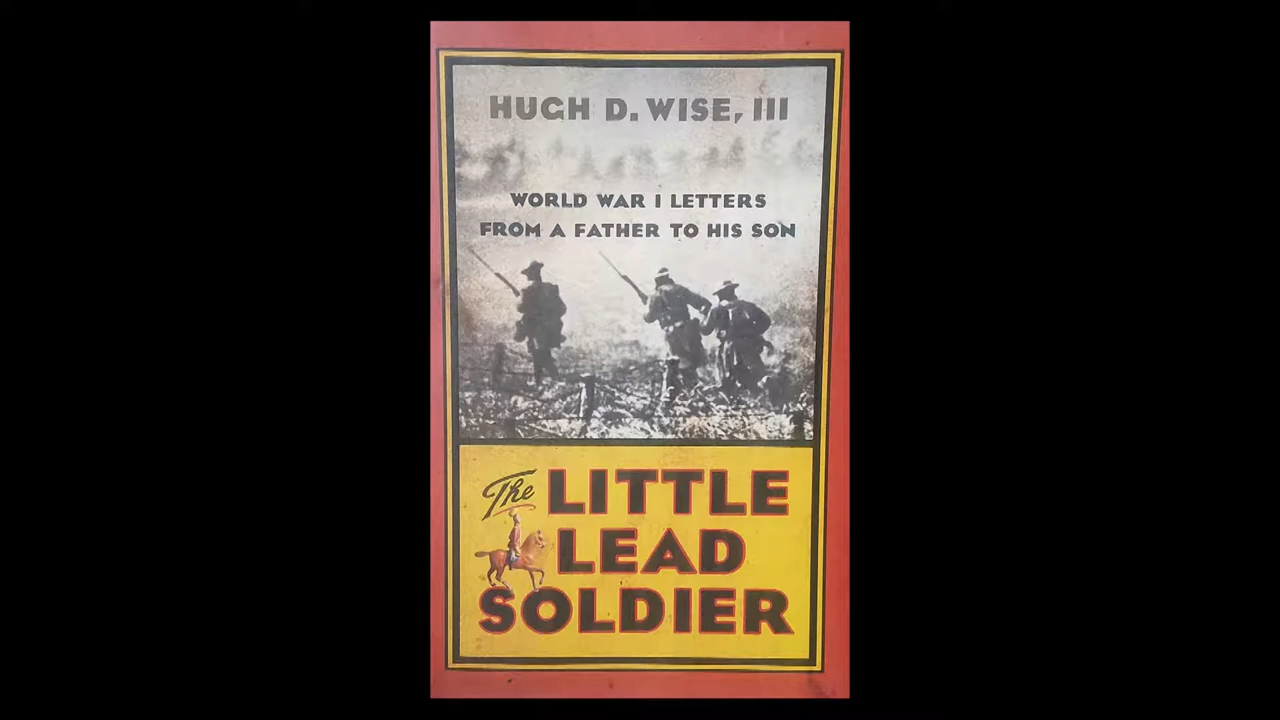 HUGH D. WISE, III
WORLD WAR I LETTERS
FROM A FATHER TO HIS SON
The LITTLE
LEAD
SOLDIER